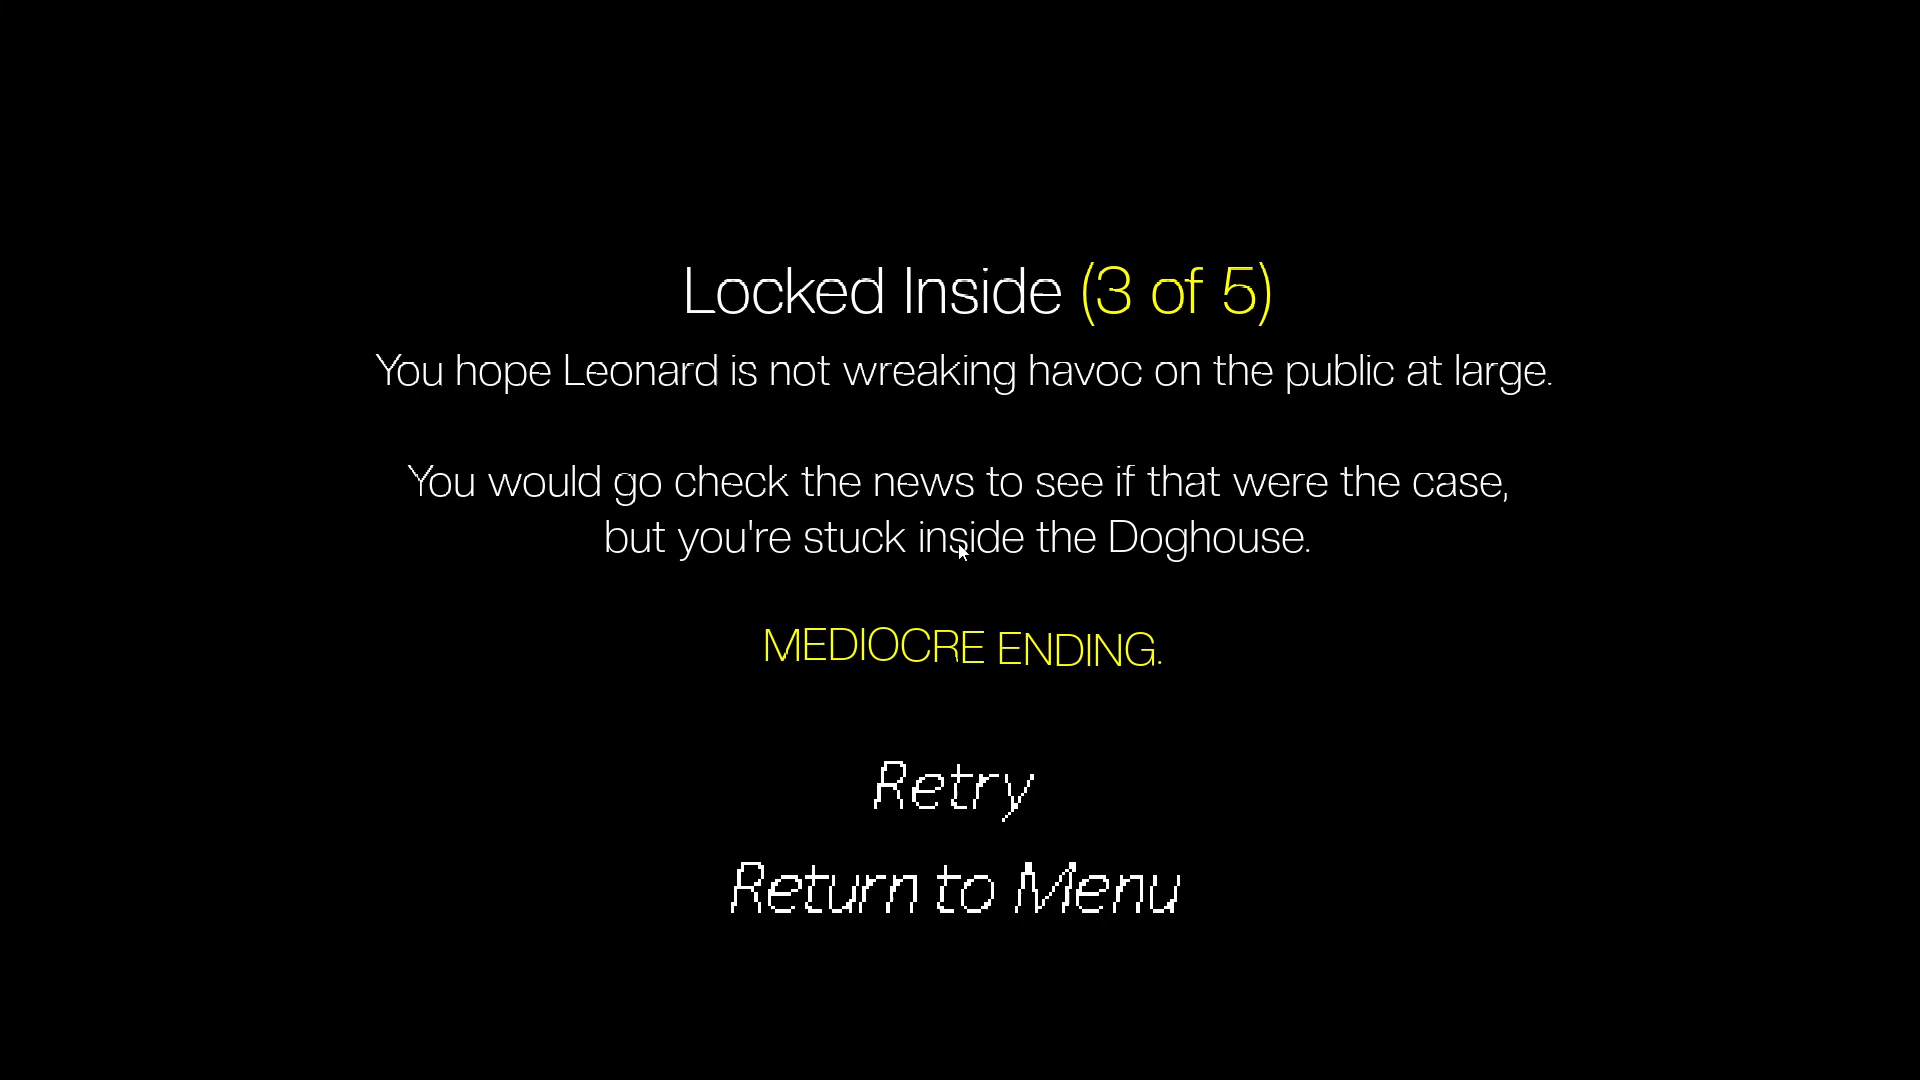 Locked Inside (3 of 5)
You hope Leonard is not wreaking havoc on the public at large.
You would go check the news to see if that were the case,
but you're stuck inside the Doghouse.
MEDIOCRE ENDING.
Retry
Return to Menu